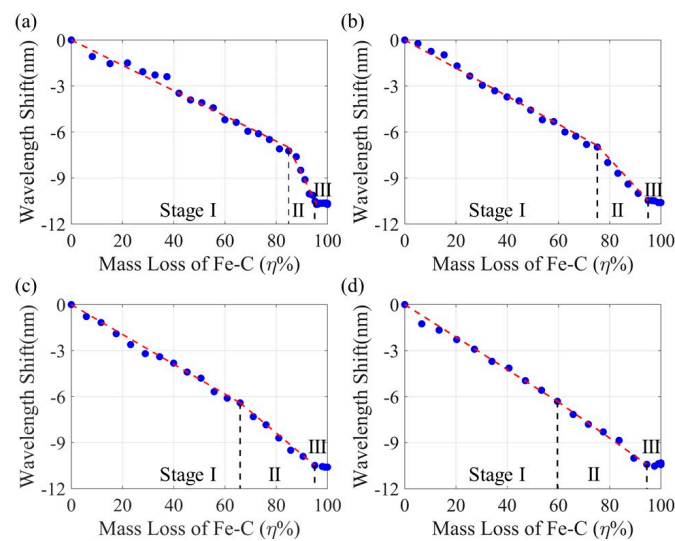 (a)
0
-3
-6
-9
-12
Wavelength Shift(nm)
Stage I
II
III
0 20 40 60 80 100
Mass Loss of Fe-C (η%)
(b)
0
-3
-6
-9
-12
Wavelength Shift(nm)
Stage I
II
III
0 20 40 60 80 100
Mass Loss of Fe-C (η%)
(c)
0
-3
-6
-9
-12
Wavelength Shift(nm)
Stage I
II
III
0 20 40 60 80 100
Mass Loss of Fe-C (η%)
(d)
0
-3
-6
-9
-12
Wavelength Shift(nm)
Stage I
II
III
0 20 40 60 80 100
Mass Loss of Fe-C (η%)